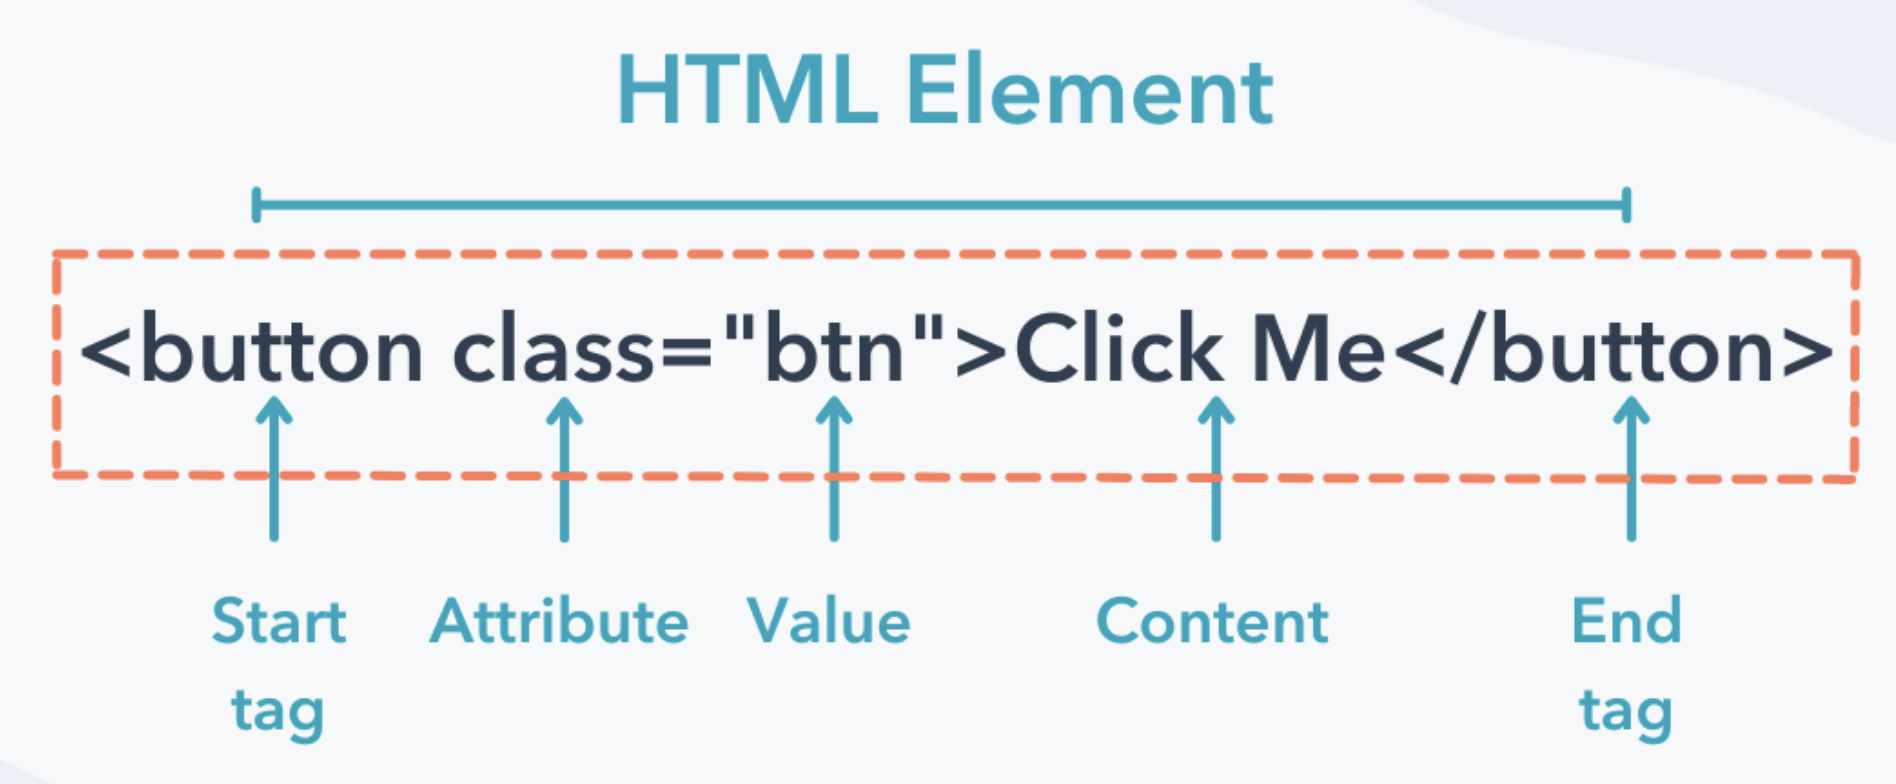 HTML Element
<button class="btn">Click Me</button>
Start tag
Attribute
Value
Content
End tag